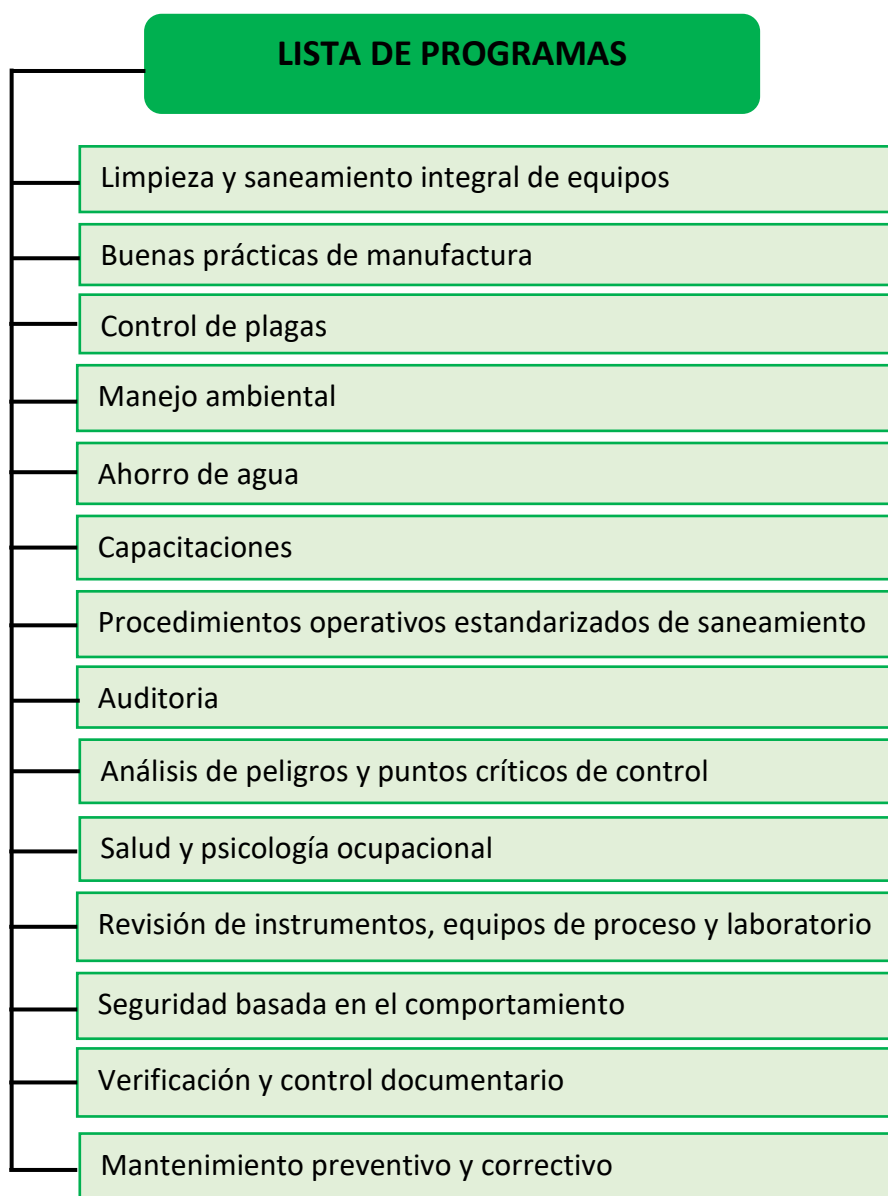 LISTA DE PROGRAMAS
Limpieza y saneamiento integral de equipos
Buenas prácticas de manufactura
Control de plagas
Manejo ambiental
Ahorro de agua
Capacitaciones
Procedimientos operativos estandarizados de saneamiento
Auditoria
Análisis de peligros y puntos críticos de control
Salud y psicología ocupacional
Revisión de instrumentos, equipos de proceso y laboratorio
Seguridad basada en el comportamiento
Verificación y control documentario
Mantenimiento preventivo y correctivo